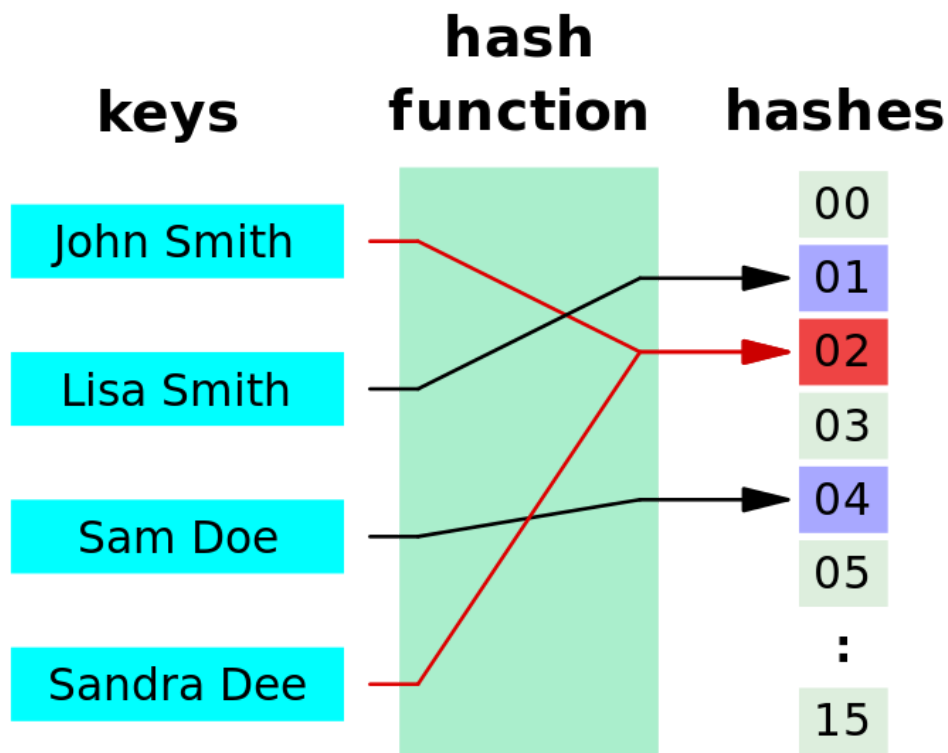 keys
hash
function
hashes
John Smith
Lisa Smith
Sam Doe
Sandra Dee
00
01
02
03
04
05
:
15